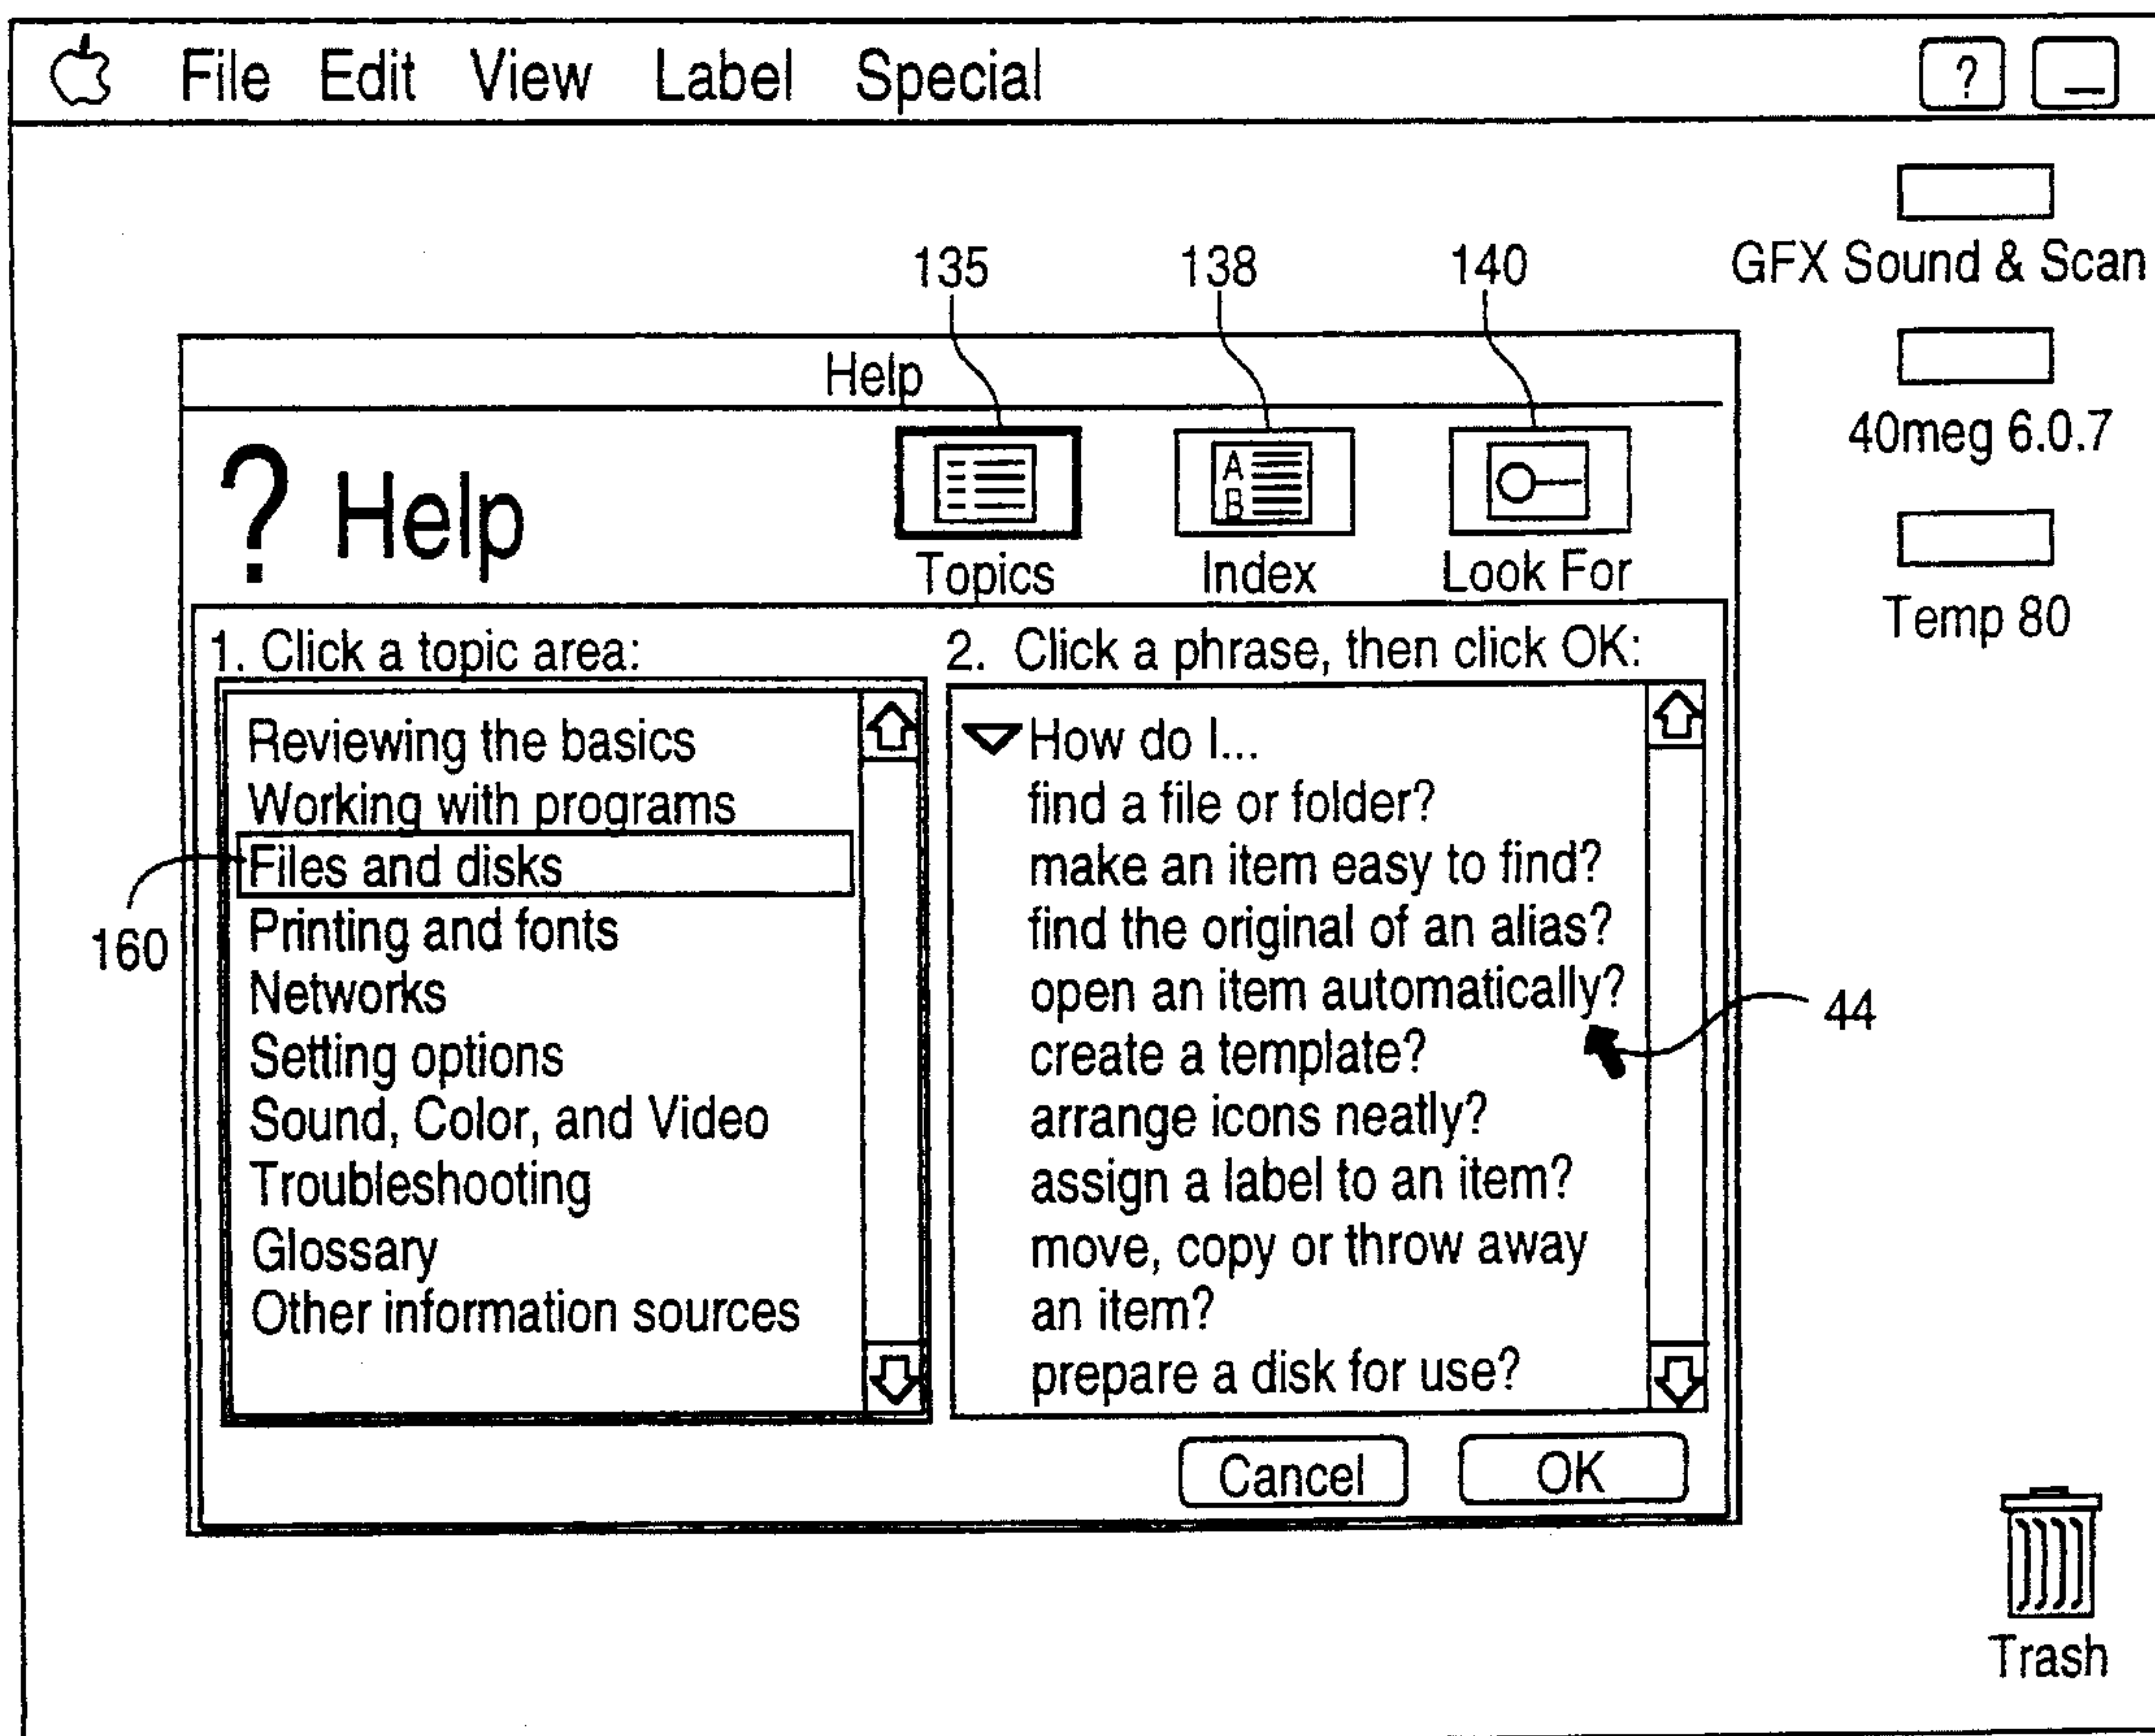 File Edit View Label Special ?
GFX Sound & Scan
135 138 140
Help
40meg 6.0.7
? Help
A
B
Topics Index Look For
Temp 80
1. Click a topic area:
2. Click a phrase, then click OK:
Reviewing the basics
Working with programs
Files and disks
160
Printing and fonts
Networks
Setting options
Sound, Color, and Video
Troubleshooting
Glossary
Other information sources
How do I...
find a file or folder?
make an item easy to find?
find the original of an alias?
open an item automatically?
44
create a template?
arrange icons neatly?
assign a label to an item?
move, copy or throw away
an item?
prepare a disk for use?
Cancel OK
Trash